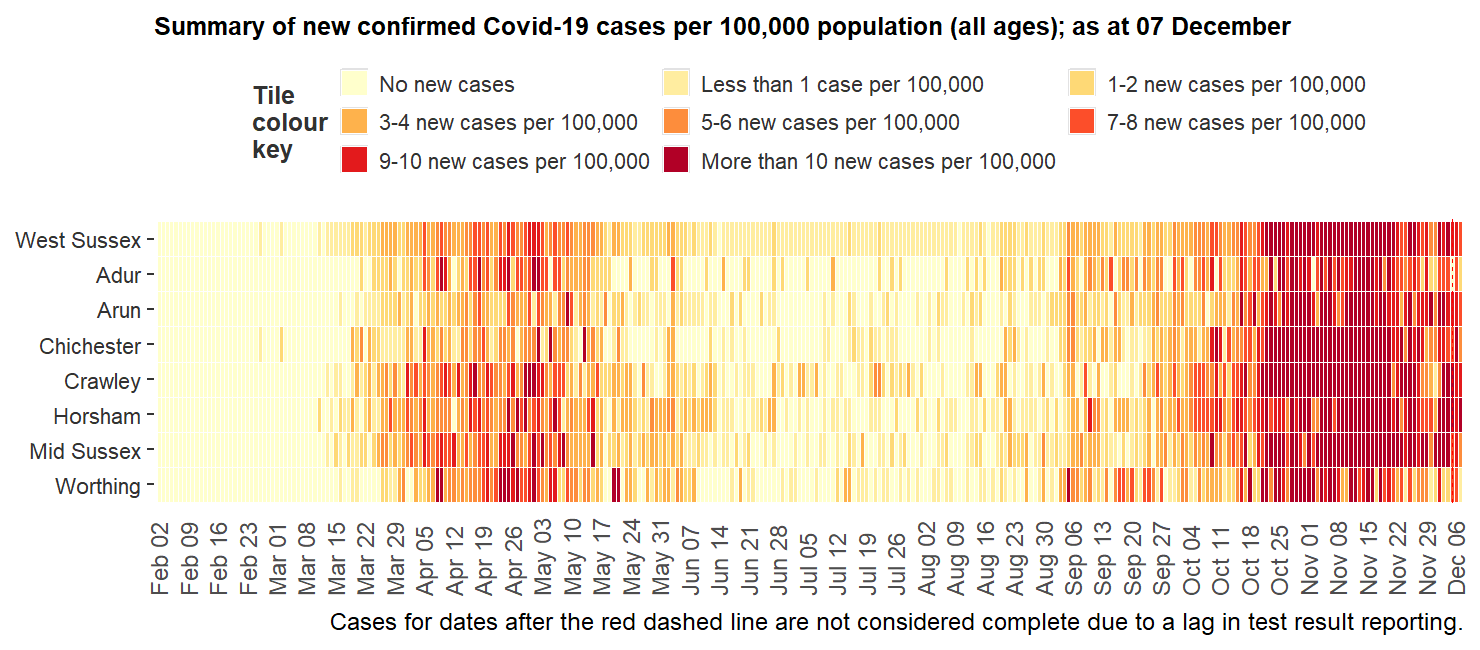 Summary of new confirmed Covid-19 cases per 100,000 population (all ages); as at 07 December
Tile
colour
key
No new cases
Less than 1 case per 100,000
1-2 new cases per 100,000
3-4 new cases per 100,000
5-6 new cases per 100,000
7-8 new cases per 100,000
9-10 new cases per 100,000
More than 10 new cases per 100,000
West Sussex
Adur
Arun
Chichester
Crawley
Horsham
Mid Sussex
Worthing
Feb 02
Feb 09
Feb 16
Feb 23
Mar 01
Mar 08
Mar 15
Mar 22
Mar 29
Apr 05
Apr 12
Apr 19
Apr 26
May 03
May 10
May 17
May 24
May 31
Jun 07
Jun 14
Jun 21
Jun 28
Jul 05
Jul 12
Jul 19
Jul 26
Aug 02
Aug 09
Aug 16
Aug 23
Aug 30
Sep 06
Sep 13
Sep 20
Sep 27
Oct 04
Oct 11
Oct 18
Oct 25
Nov 01
Nov 08
Nov 15
Nov 22
Nov 29
Dec 06
Cases for dates after the red dashed line are not considered complete due to a lag in test result reporting.